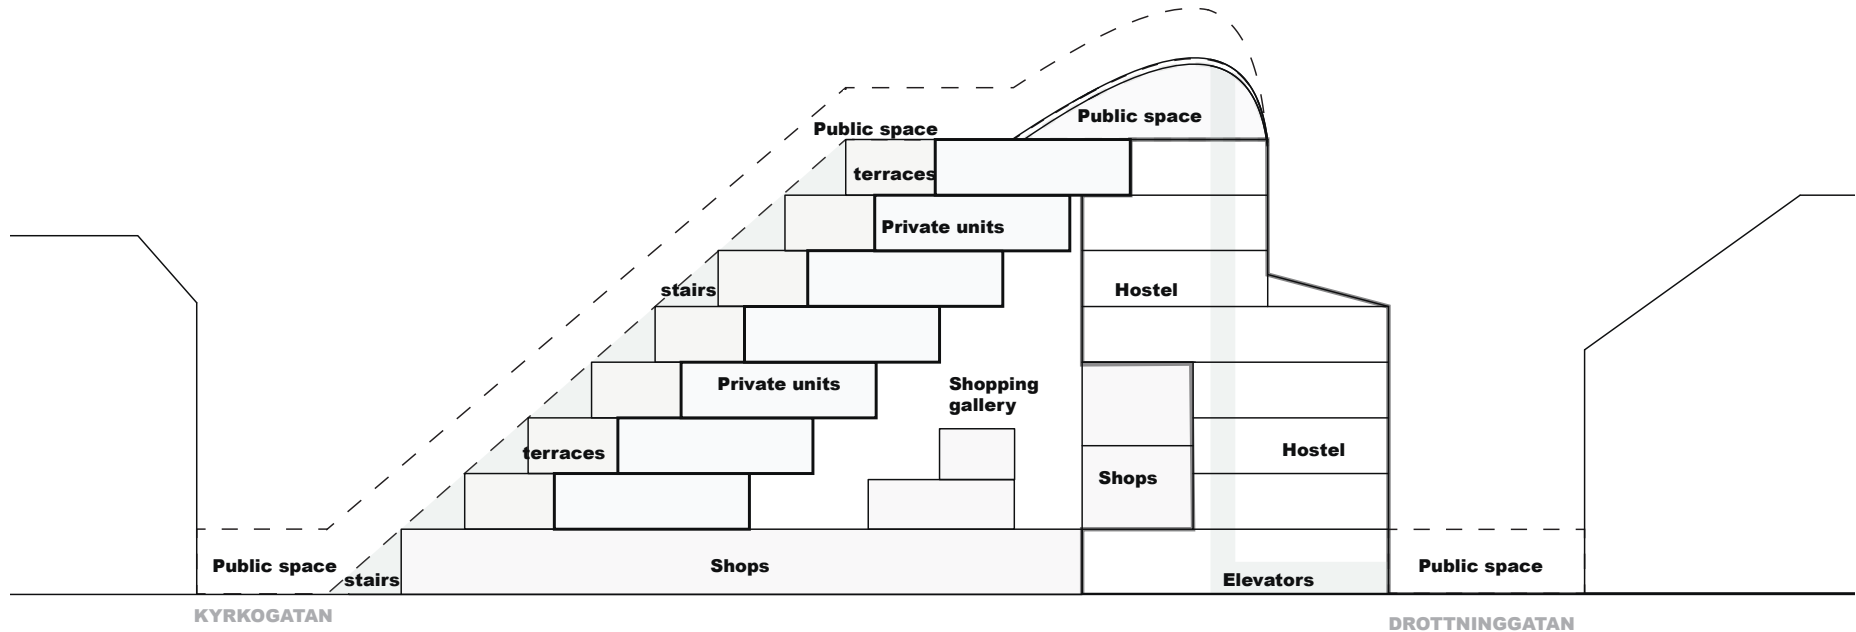 Public space
Public space
terraces
Private units
stairs
Hostel
Private units
Shopping
gallery
terraces
Hostel
Shops
Public space
Shops
Public space
stairs
Elevators
KYRKOGATAN
DROTTNINGGATAN